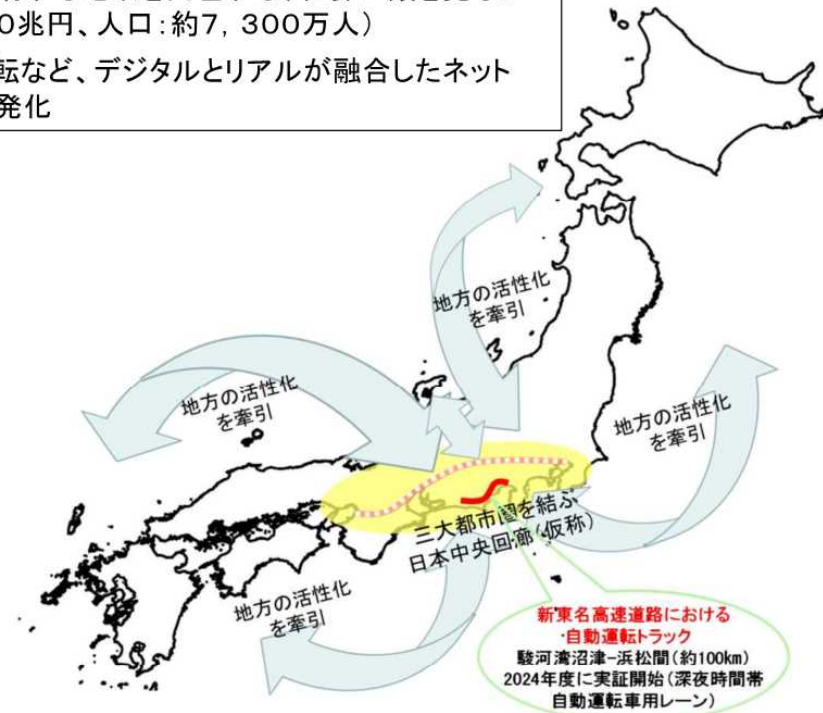 0兆円、人口:約7,300万人)
転など、デジタルとリアルが融合したネット
発化
地方の活性化
を牽引
地方の活性化
を牽引
地方の活性化
を牽引
三大都市圏を結ぶ
日本中央回廊(仮称)
地方の活性化
を牽引
新東名高速道路における
・自動運転トラック
駿河湾沼津-浜松間(約100km)
2024年度に実証開始(深夜時間帯
自動運転車用レーン)